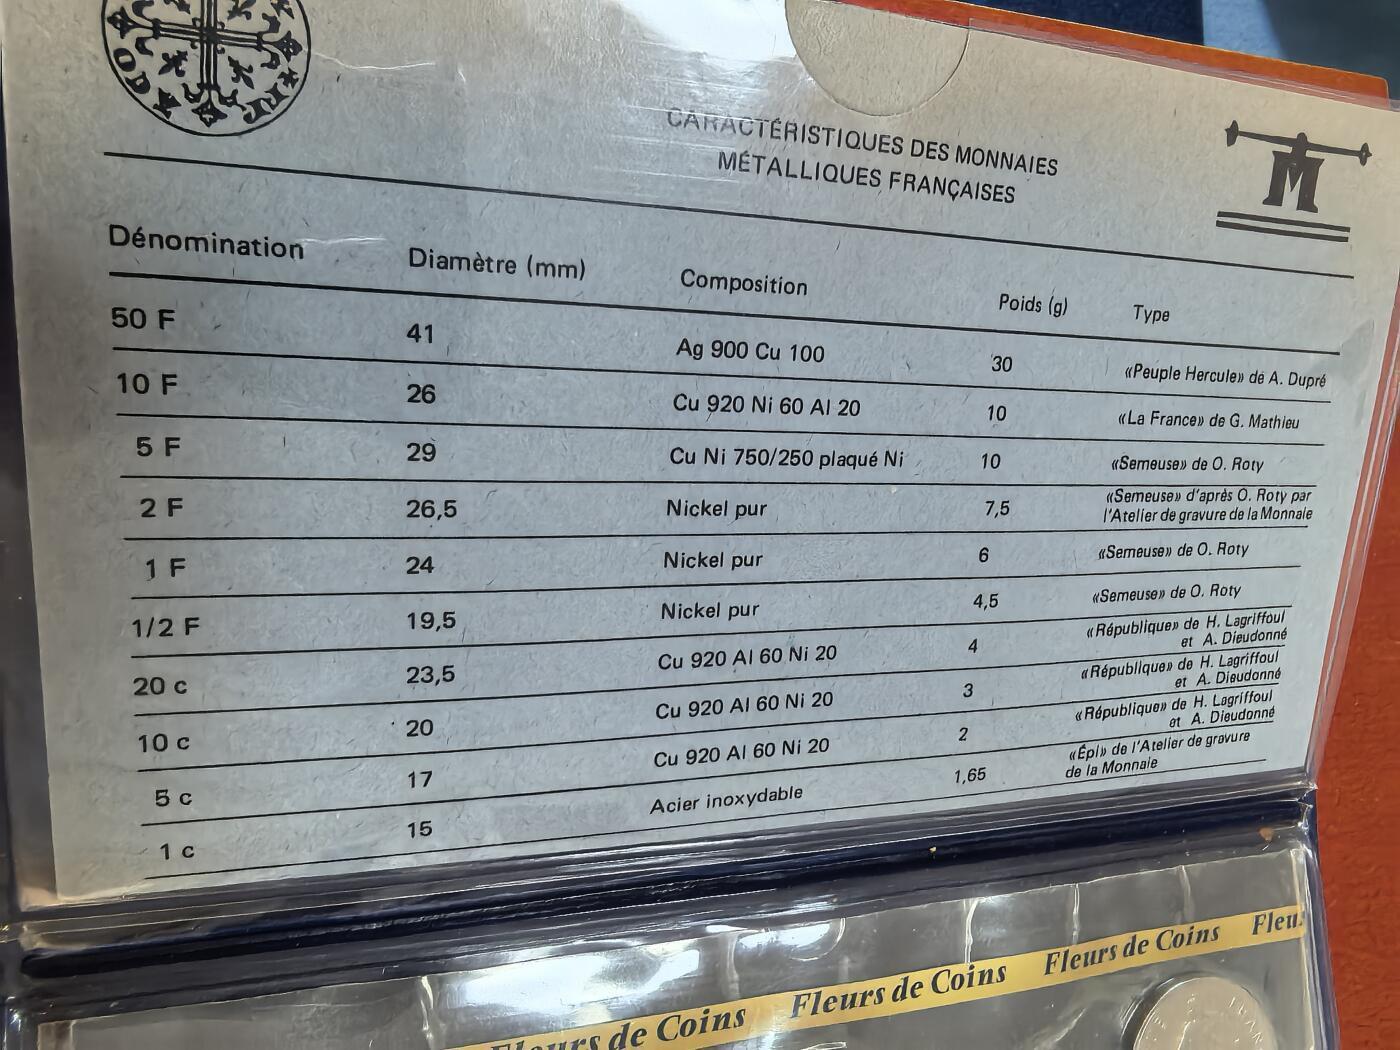 CARACTÉRISTIQUES DES MONNAIES
MÉTALLIQUES FRANÇAISES
M
Dénomination Diamètre (mm) Composition Poids (g) Type
50 F 41 Ag 900 Cu 100 30 «Peuple Hercule» de A. Dupré
10 F 26 Cu 920 Ni 60 Al 20 10 «La France» de G. Mathieu
5 F 29 Cu Ni 750/250 plaqué Ni 10 «Semeuse» de O. Roty
2 F 26,5 Nickel pur 7,5 «Semeuse» d'après O. Roty par
l'Atelier de gravure de la Monnaie
1 F 24 Nickel pur 6 «Semeuse» de O. Roty
1/2 F 19,5 Nickel pur 4,5 «Semeuse» de O. Roty
20 c 23,5 Cu 920 Al 60 Ni 20 4 «République» de H. Lagriffoul
et A. Dieudonné
10 c 20 Cu 920 Al 60 Ni 20 3 «République» de H. Lagriffoul
et A. Dieudonné
5 c 17 Cu 920 Al 60 Ni 20 2 «République» de H. Lagriffoul
et A. Dieudonné
1 c 15 Acier inoxydable 1,65 «Épi» de l'Atelier de gravure
de la Monnaie
Fleurs de Coins Fleurs de Coins Fleurs de Coins Fleurs